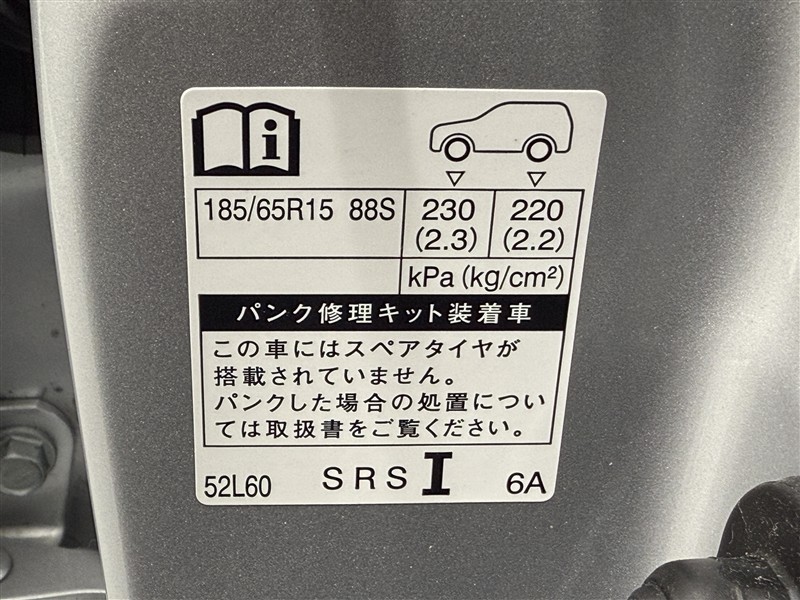 i
185/65R15 88S 230 220
(2.3) (2.2)
kPa (kg/cm²)
パンク修理キット装着車
この車にはスペアタイヤが
搭載されていません。
パンクした場合の処置につい
ては取扱書をご覧ください。
52L60 SRS I 6A